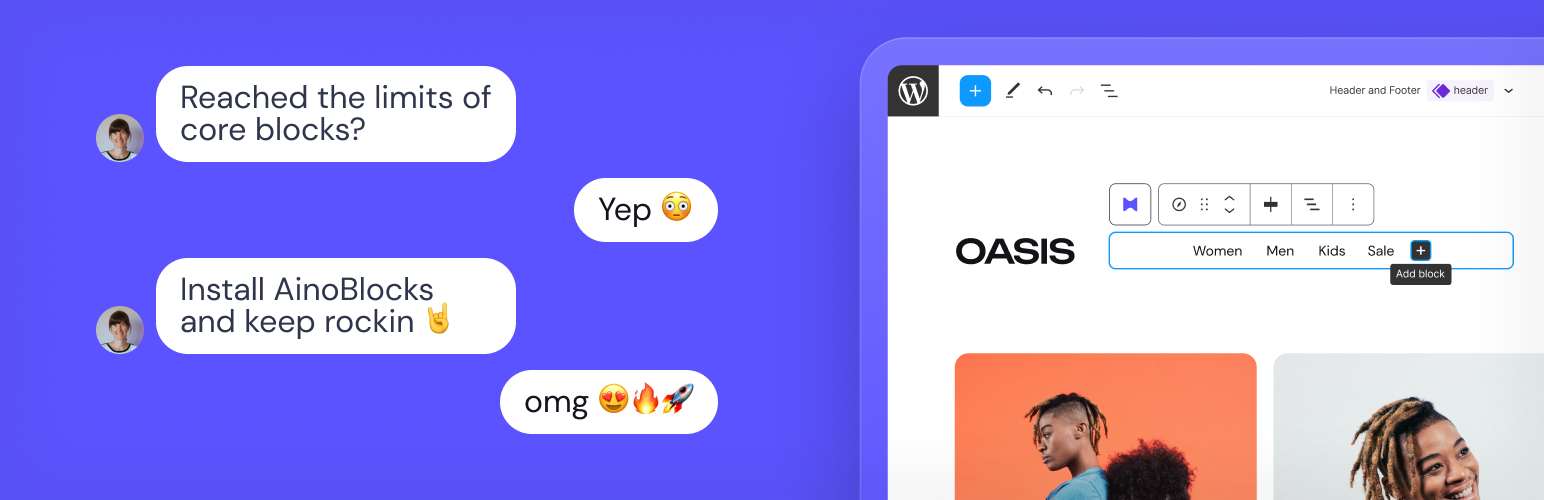 Reached the limits of
core blocks?
Yep 😳
Install AinoBlocks
and keep rockin 🤘
omg 😍🔥🚀
Header and Footer header
OASIS
Women Men Kids Sale
Add block